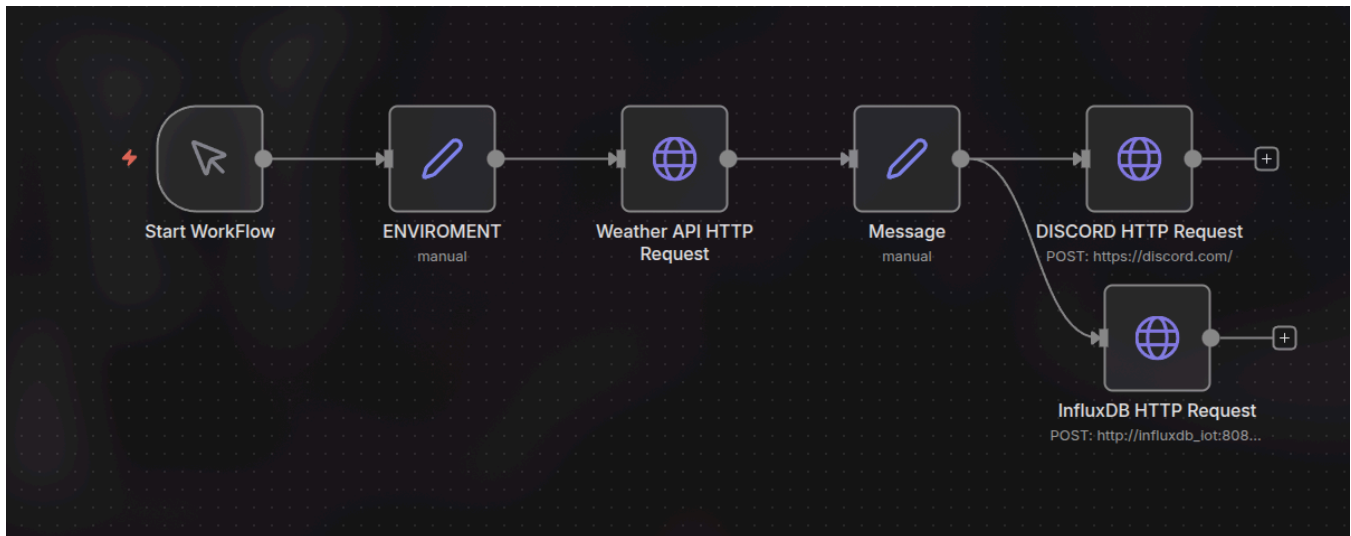 Start WorkFlow
ENVIROMENT
manual
Weather API HTTP
Request
Message
manual
DISCORD HTTP Request
POST: https://discord.com/
InfluxDB HTTP Request
POST: http://influxdb_iot:808...